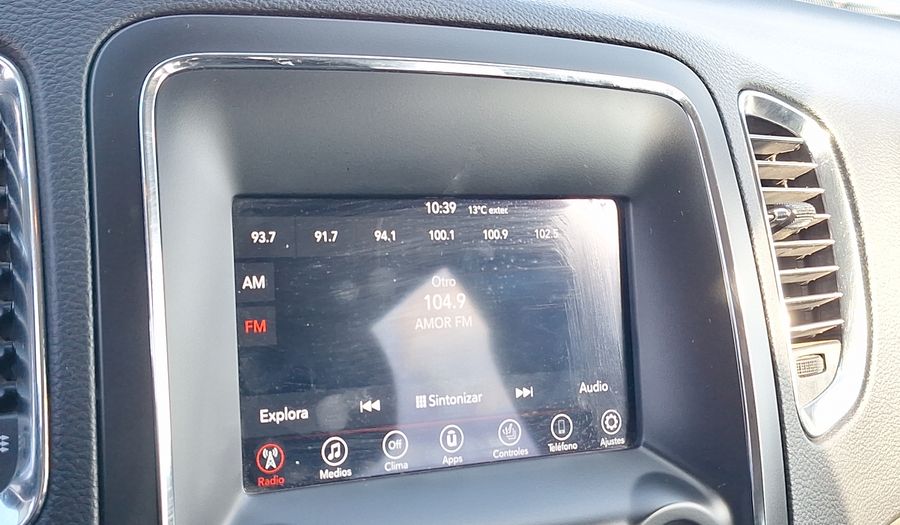 10:39 13°C exter.
93.7 91.7 94.1 100.1 100.9 102.5
AM
FM
Otro
104.9
AMOR FM
Explora Sintonizar Audio
Off
Radio Medios Clima Apps Controles Teléfono Ajustes